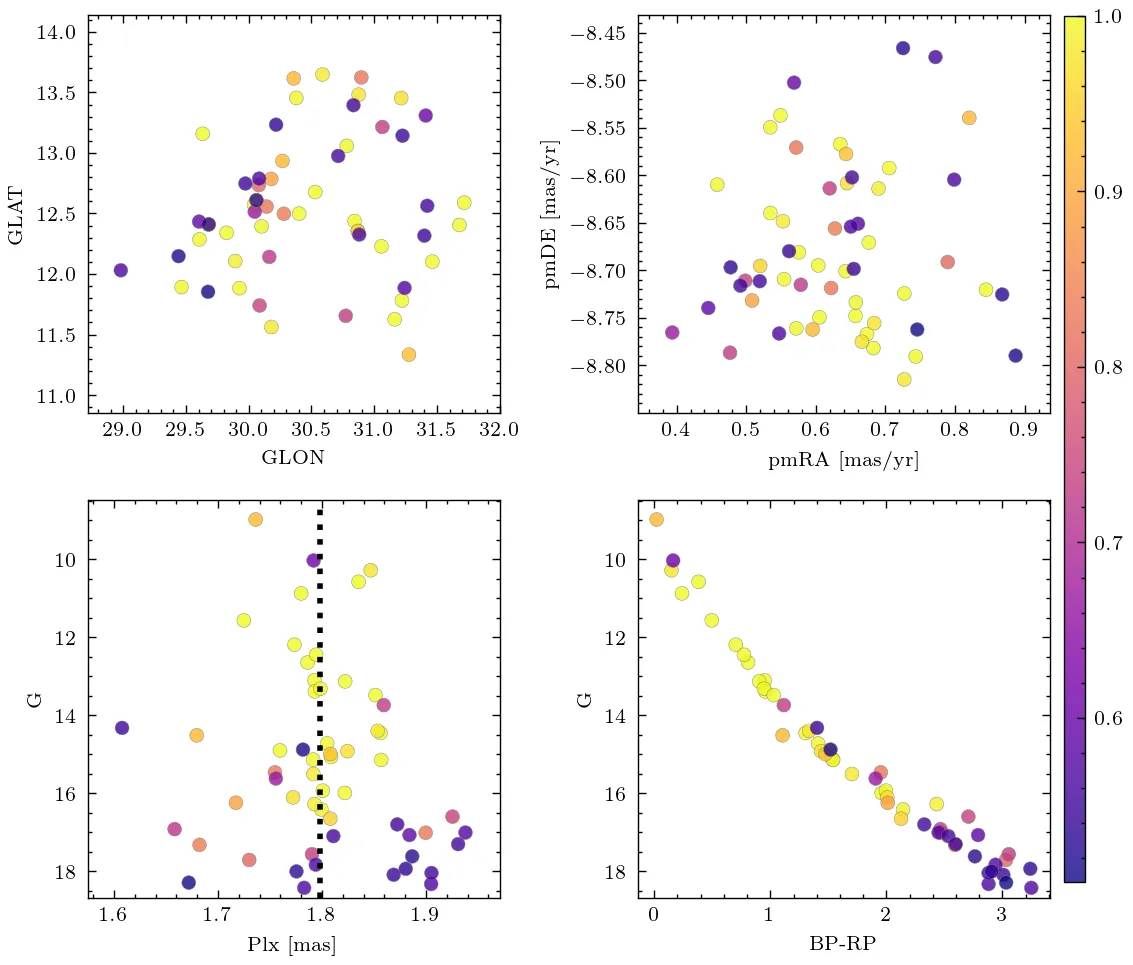 14.0
13.5
13.0
12.5
12.0
11.5
11.0
GLAT
29.0 29.5 30.0 30.5 31.0 31.5 32.0
GLON
−8.45
−8.50
−8.55
−8.60
−8.65
−8.70
−8.75
−8.80
pmDE [mas/yr]
0.4 0.5 0.6 0.7 0.8 0.9
pmRA [mas/yr]
1.0
0.9
0.8
0.7
0.6
10
12
14
16
18
G
1.6 1.7 1.8 1.9
Plx [mas]
10
12
14
16
18
G
0 1 2 3
BP-RP